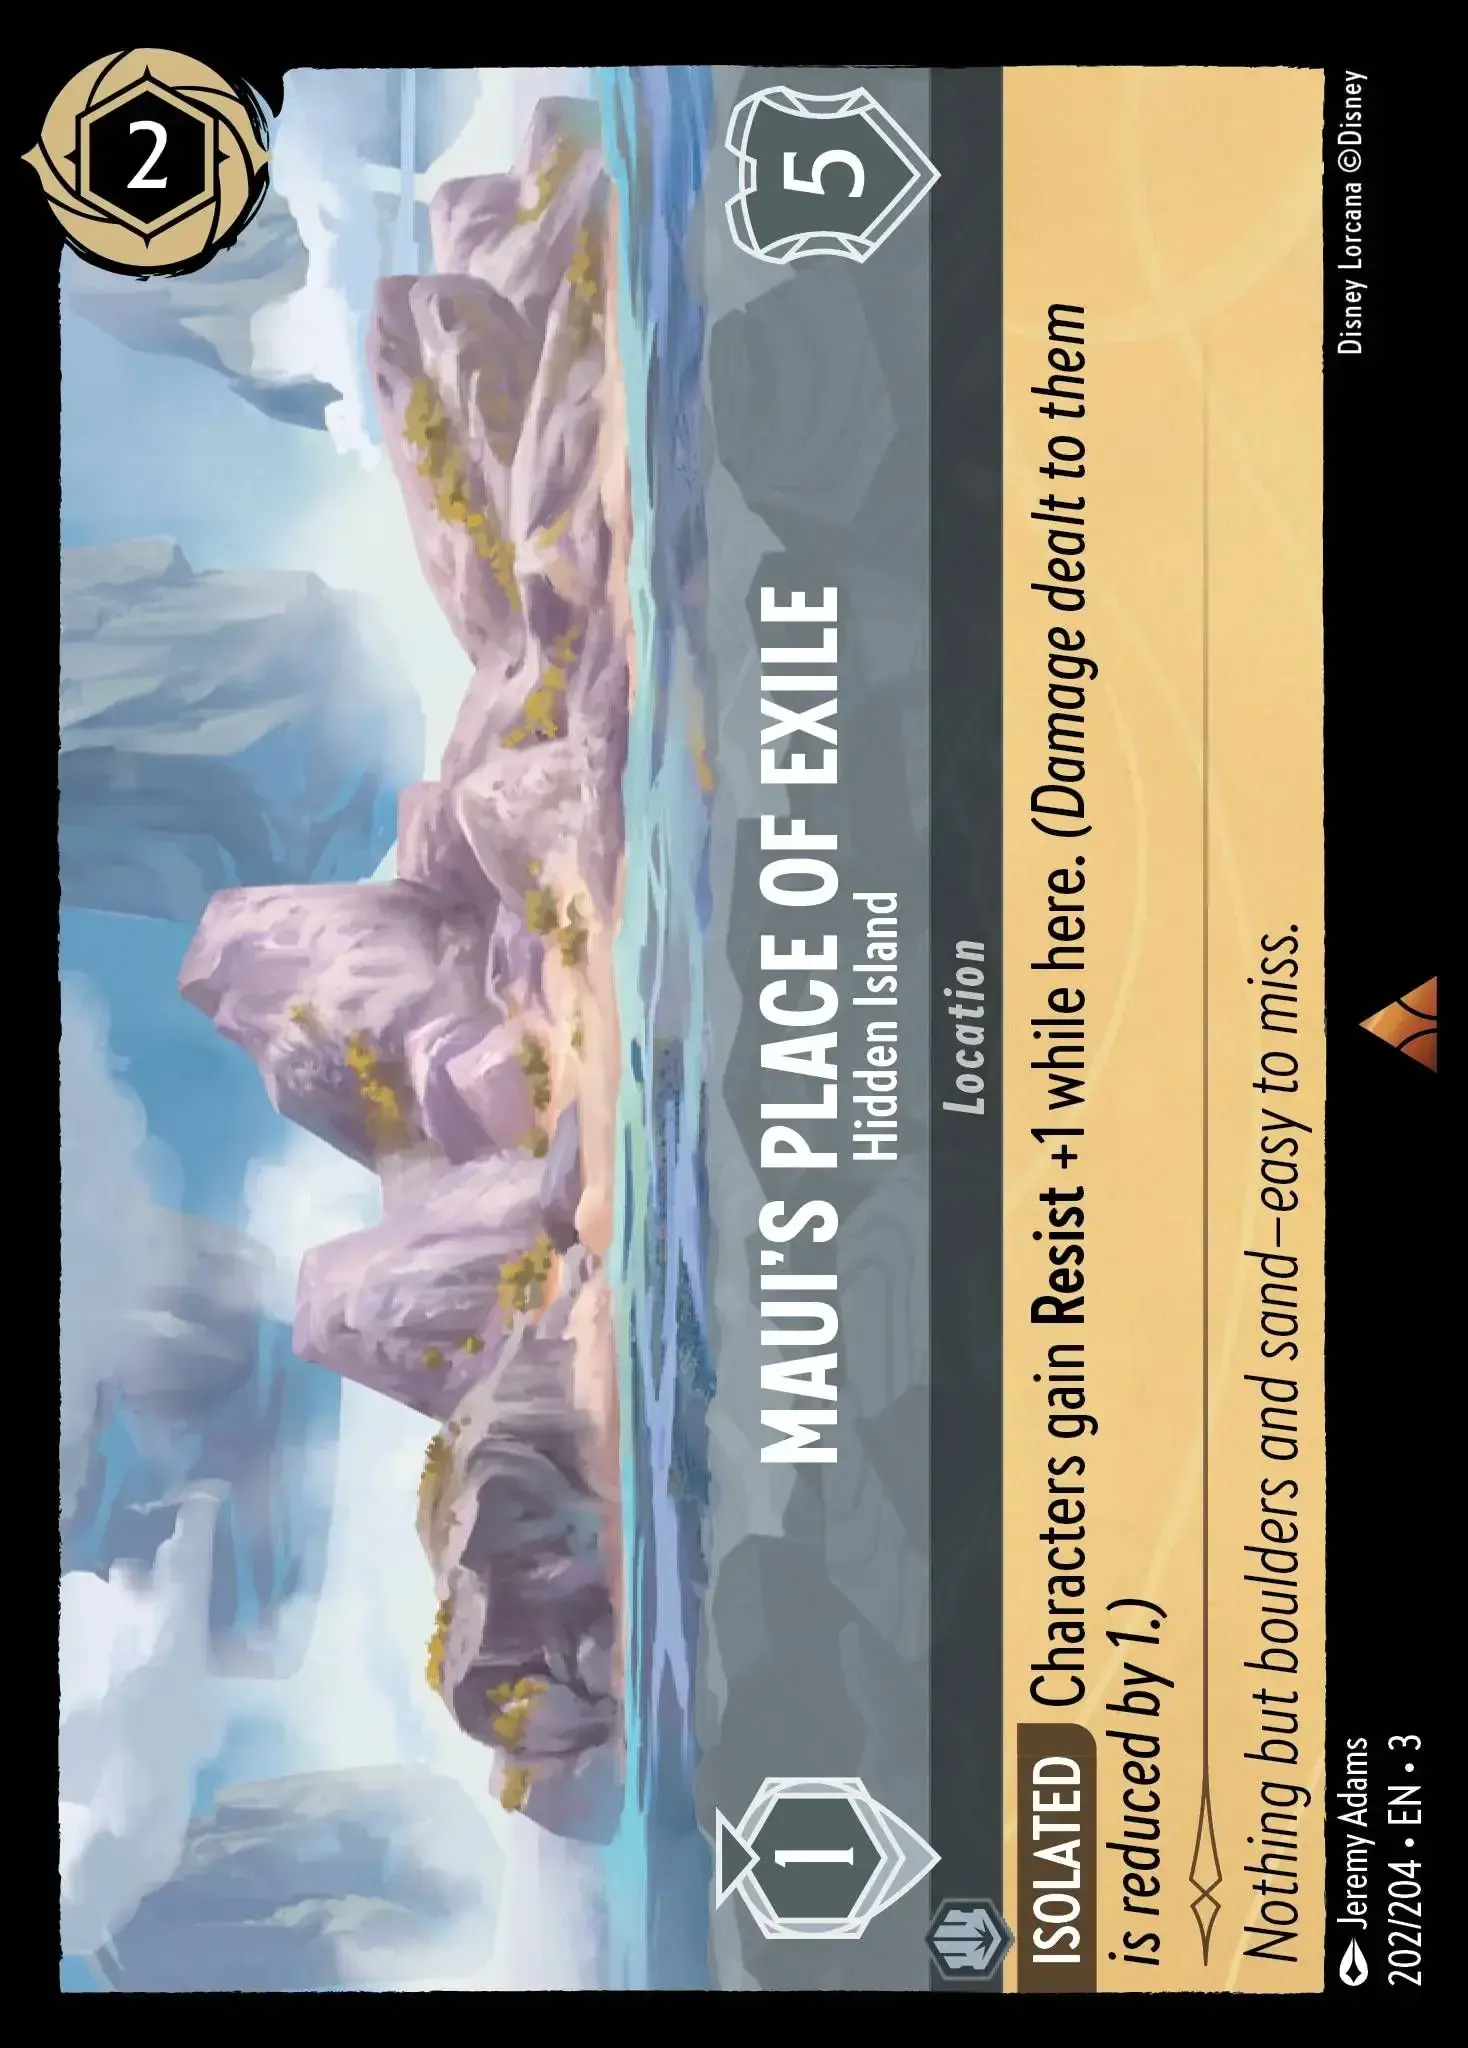 2
MAUI'S PLACE OF EXILE
Hidden Island
1
5
Location
ISOLATED Characters gain Resist +1 while here. (Damage dealt to them
is reduced by 1.)
Nothing but boulders and sand–easy to miss.
Jeremy Adams
202/204 • EN • 3
Disney Lorcana ©Disney